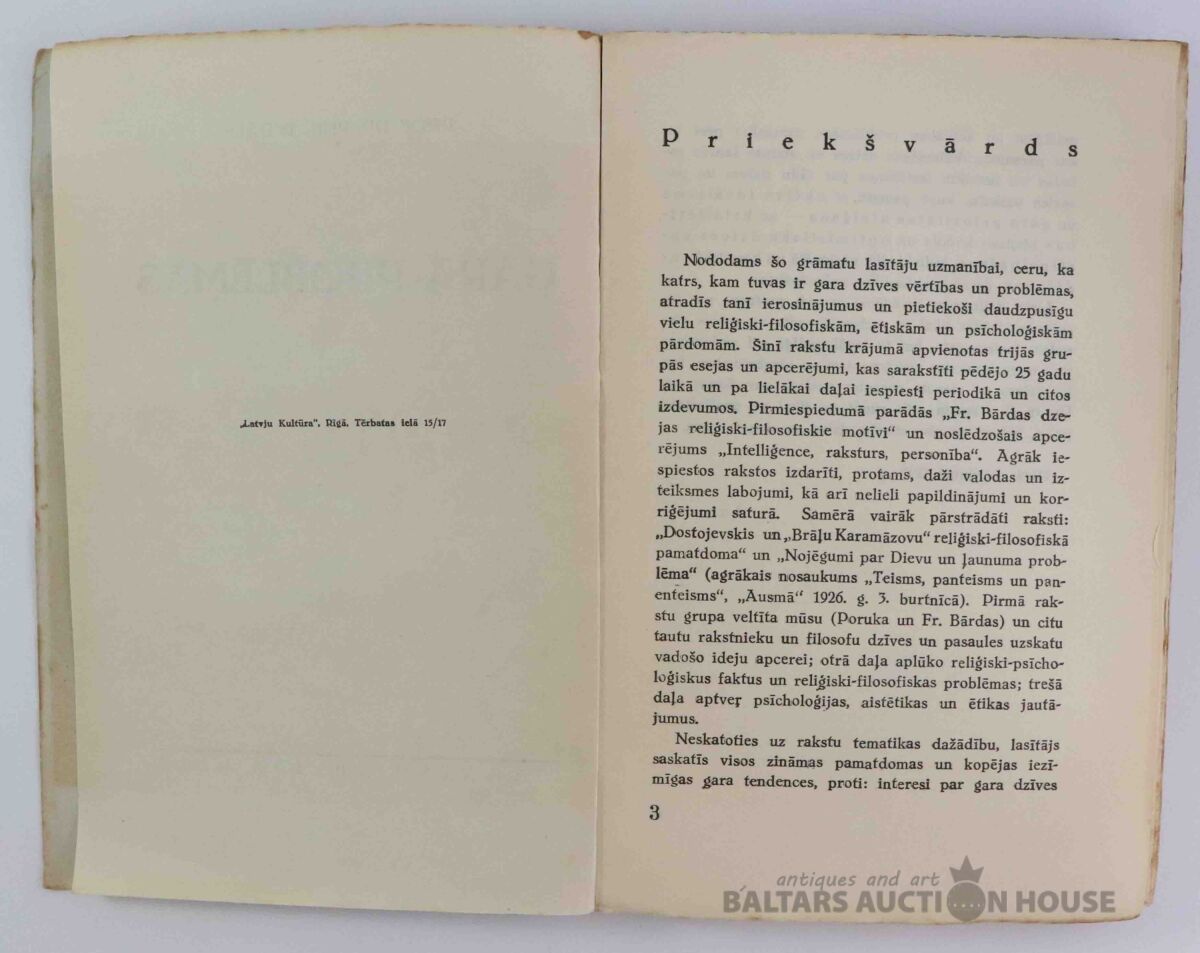 „Latvju Kultūra“. Rīgā. Tērbatas ielā 15/17
Priekšvārds
Nododams šo grāmatu lasītāju uzmanībai, ceru, ka
katrs, kam tuvas ir gara dzīves vērtības un problēmas,
atradīs tanī ierosinājumus un pietiekoši daudzpusīgu
vielu reliģiski-filosofiskām, ētiskām un psīcholoģiskām
pārdomām. Šinī rakstu krājumā apvienotas trijās gru-
pās esejas un apcerējumi, kas sarakstīti pēdējo 25 gadu
laikā un pa lielākai daļai iespiesti periodikā un citos
izdevumos. Pirmiespiedumā parādās „Fr. Bārdas dze-
jas reliģiski-filosofiskie motīvi“ un noslēdzošais apce-
rējums „Intelliģence, raksturs, personība“. Agrāk ie-
spiestos rakstos izdarīti, protams, daži valodas un iz-
teiksmes labojumi, kā arī nelieli papildinājumi un kor-
riģējumi saturā. Samērā vairāk pārstrādāti raksti:
„Dostojevskis un „Brāļu Karamāzovu“ reliģiski-filosofiskā
pamatdoma“ un „Nojēgumi par Dievu un ļaunuma prob-
lēma“ (agrākais nosaukums „Teisms, panteisms un pan-
enteisms“, „Ausmā“ 1926. g. 3. burtnīcā). Pirmā rak-
stu grupa veltīta mūsu (Poruka un Fr. Bārdas) un citu
tautu rakstnieku un filosofu dzīves un pasaules uzskatu
vadošo ideju apcerei; otrā daļa aplūko reliģiski-psīcho-
loģiskus faktus un reliģiski-filosofiskas problēmas; trešā
daļa aptveŗ psīcholoģijas, aistētikas un ētikas jautā-
jumus.
Neskatoties uz rakstu tematikas dažādību, lasītājs
saskatīs visos zināmas pamatdomas un kopējas iezī-
mīgas gara tendences, proti: interesi par gara dzīves
3
antiques and art
BALTARS AUCTION HOUSE